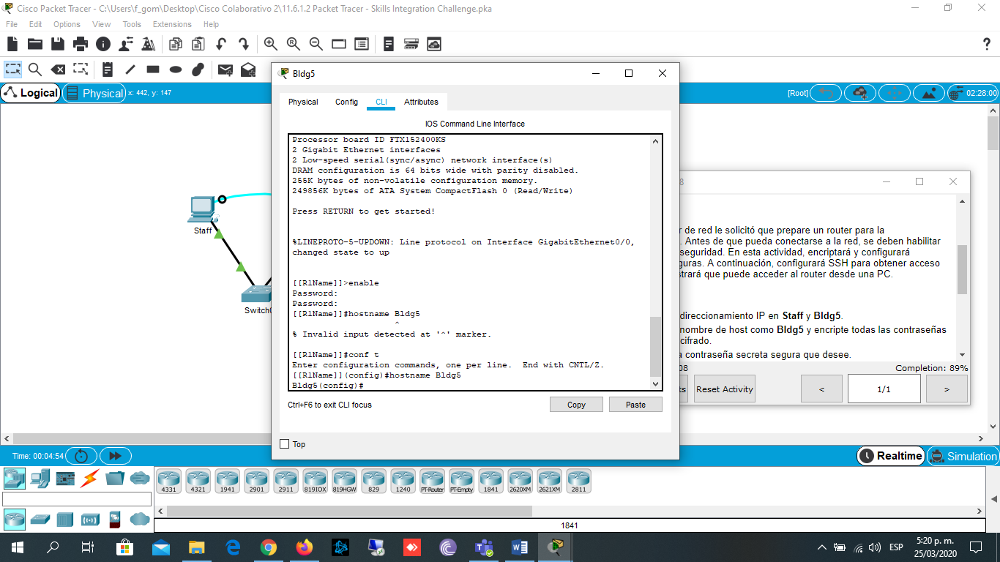 Cisco Packet Tracer - C:\Users\f_gom\Desktop\Cisco Colaborativo 2\11.6.1.2 Packet Tracer - Skills Integration Challenge.pka
File Edit Options View Tools Extensions Help
Logical Physical x: 442, y: 147
[Root] 02:28:00
Staff
Switch
Bldg5
Physical Config CLI Attributes
IOS Command Line Interface
Processor board ID FTX152400KS
2 Gigabit Ethernet interfaces
2 Low-speed serial(sync/async) network interface(s)
DRAM configuration is 64 bits wide with parity disabled.
255K bytes of non-volatile configuration memory.
249856K bytes of ATA System CompactFlash 0 (Read/Write)
Press RETURN to get started!
%LINEPROTO-5-UPDOWN: Line protocol on Interface GigabitEthernet0/0,
changed state to up
[[R1Name]]>enable
Password:
Password:
[[R1Name]]#hostname Bldg5
^
% Invalid input detected at '^' marker.
[[R1Name]]#conf t
Enter configuration commands, one per line. End with CNTL/Z.
[[R1Name]](config)#hostname Bldg5
Bldg5(config)#
Ctrl+F6 to exit CLI focus
Copy Paste
Top
8
r de red le solicitó que prepare un router para la
. Antes de que pueda conectarse a la red, se deben habilitar
seguridad. En esta actividad, encriptará y configurará
guras. A continuación, configurará SSH para obtener acceso
strará que puede acceder al router desde una PC.
direccionamiento IP en Staff y Bldg5.
nombre de host como Bldg5 y encripte todas las contraseñas
cifrado.
a contraseña secreta segura que desee.
08 Completion: 89%
ts Reset Activity < 1/1 >
Time: 00:04:54
Realtime Simulation
4331 4321 1941 2901 2911 819IOX 819HGW 829 1240 PT-Router PT-Empty 1841 2620XM 2621XM 2811
1841
ESP
5:20 p. m.
25/03/2020